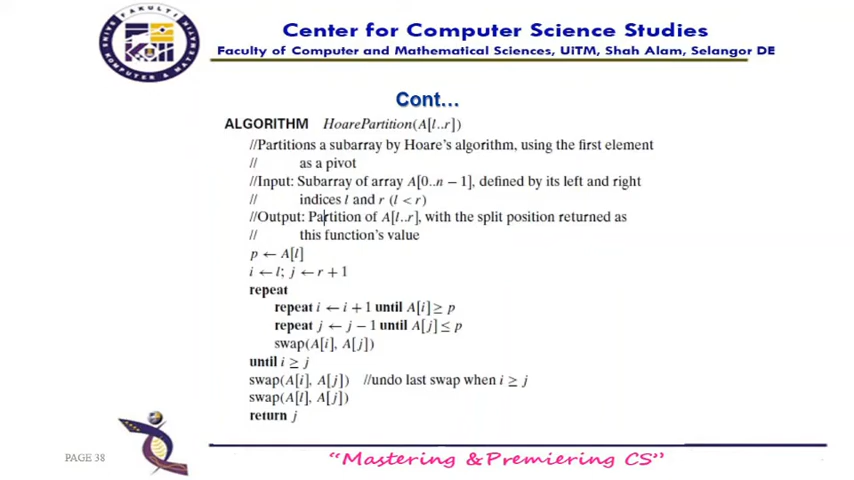 Center for Computer Science Studies
Faculty of Computer and Mathematical Sciences, UiTM, Shah Alam, Selangor DE
Cont…
ALGORITHM HoarePartition(A[l..r])
//Partitions a subarray by Hoare's algorithm, using the first element
// as a pivot
//Input: Subarray of array A[0..n − 1], defined by its left and right
// indices l and r (l < r)
//Output: Partition of A[l..r], with the split position returned as
// this function's value
p ← A[l]
i ← l; j ← r + 1
repeat
repeat i ← i + 1 until A[i] ≥ p
repeat j ← j − 1 until A[j] ≤ p
swap(A[i], A[j])
until i ≥ j
swap(A[i], A[j]) //undo last swap when i ≥ j
swap(A[l], A[j])
return j
PAGE 38
“Mastering &Premiering CS”